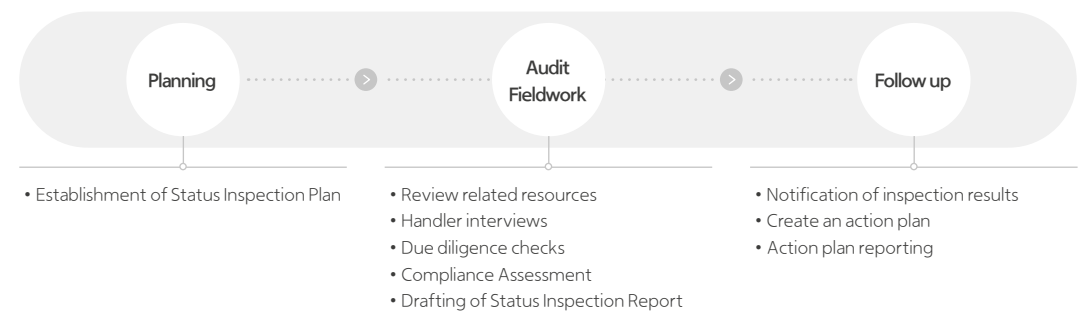 Planning
Audit
Fieldwork
Follow up
• Establishment of Status Inspection Plan
• Review related resources
• Handler interviews
• Due diligence checks
• Compliance Assessment
• Drafting of Status Inspection Report
• Notification of inspection results
• Create an action plan
• Action plan reporting